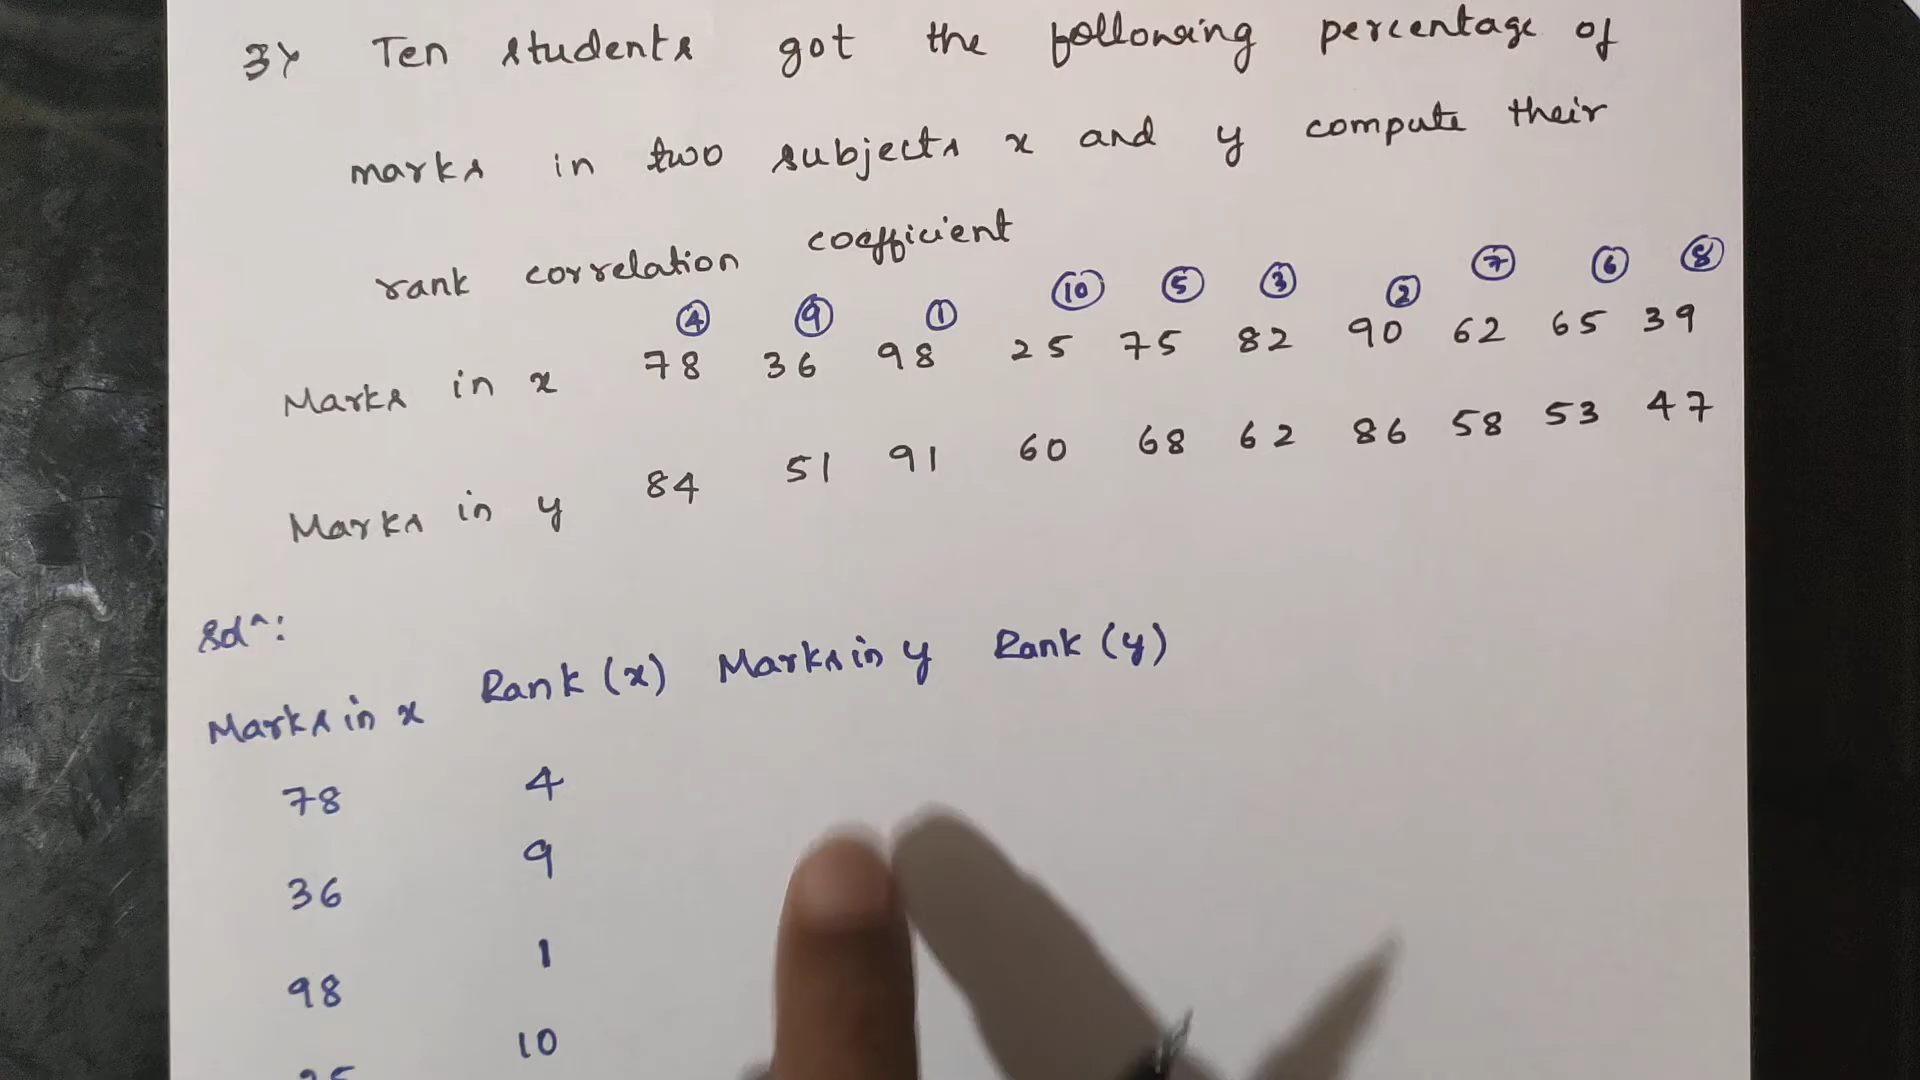 3) Ten students got the following percentage of
marks in two subjects x and y compute their
rank correlation coefficient
4 9 1 10 5 3 2 7 6 8
Marks in x 78 36 98 25 75 82 90 62 65 39
Marks in y 84 51 91 60 68 62 86 58 53 47
Soln:
Marks in x Rank (x) Marks in y Rank (y)
78 4
36 9
98 1
10